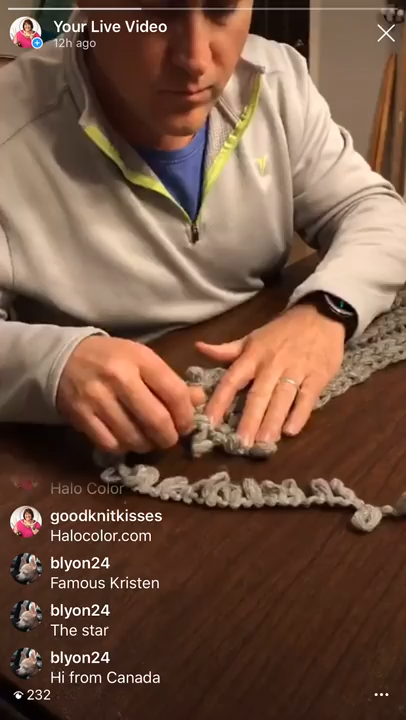 Your Live Video
12h ago
Halo Color
goodknitkisses
Halocolor.com
blyon24
Famous Kristen
blyon24
The star
blyon24
Hi from Canada
232